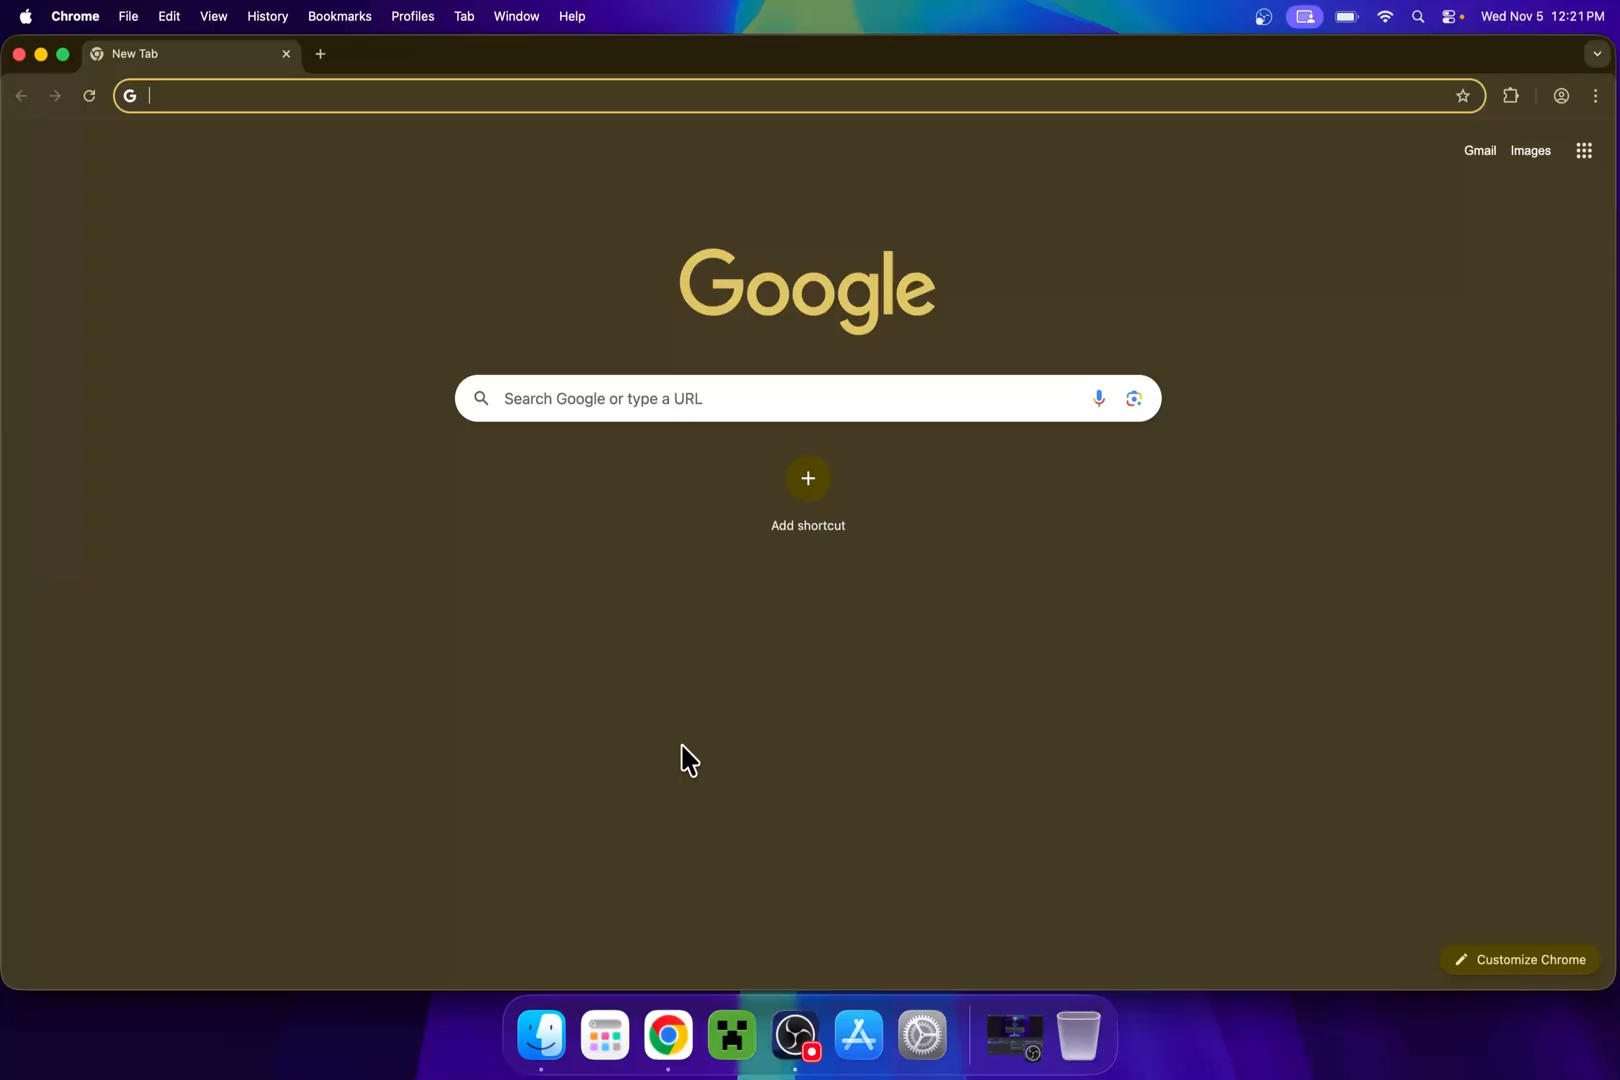 Chrome File Edit View History Bookmarks Profiles Tab Window Help Wed Nov 5 12:21 PM
New Tab
G
Gmail Images
Google
Search Google or type a URL
Add shortcut
Customize Chrome